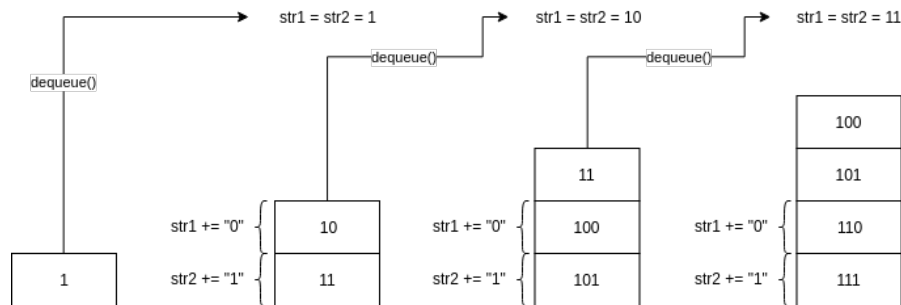 str1 = str2 = 1
str1 = str2 = 10
str1 = str2 = 11
dequeue()
dequeue()
dequeue()
100
11
101
str1 += "0"
10
str1 += "0"
100
str1 += "0"
110
1
str2 += "1"
11
str2 += "1"
101
str2 += "1"
111